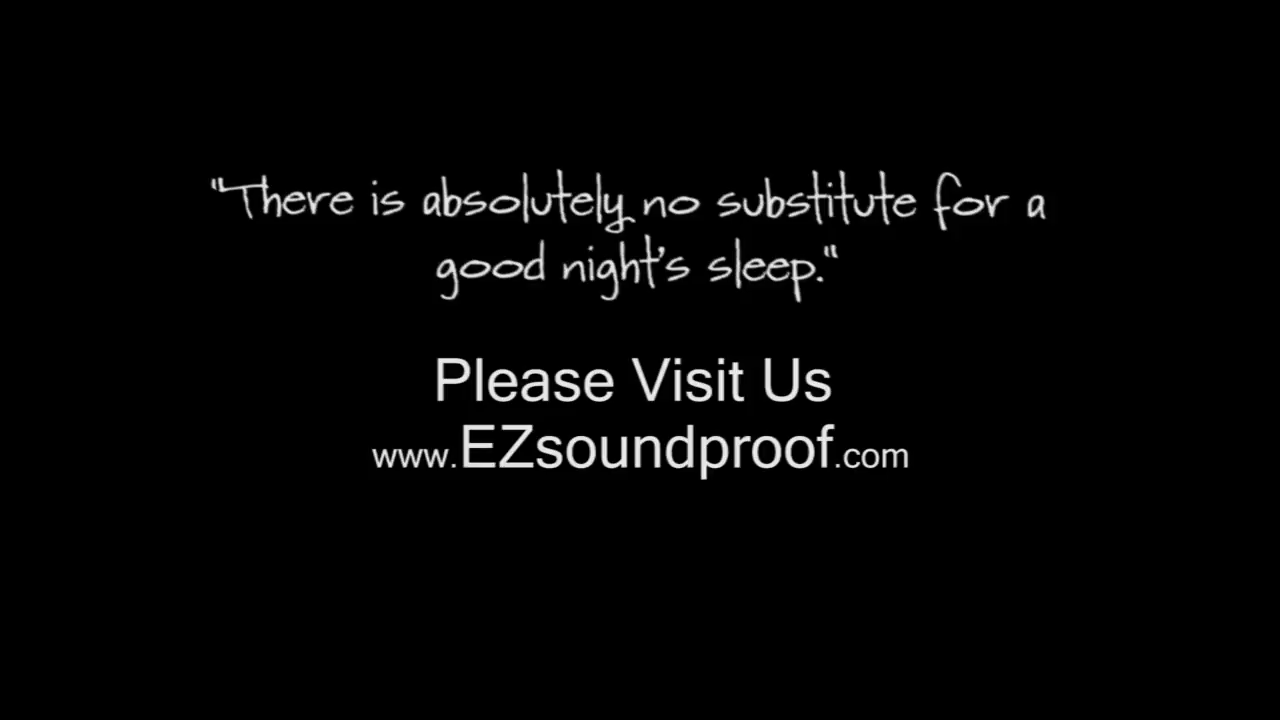 "There is absolutely no substitute for a
good night's sleep."
Please Visit Us
www.EZsoundproof.com